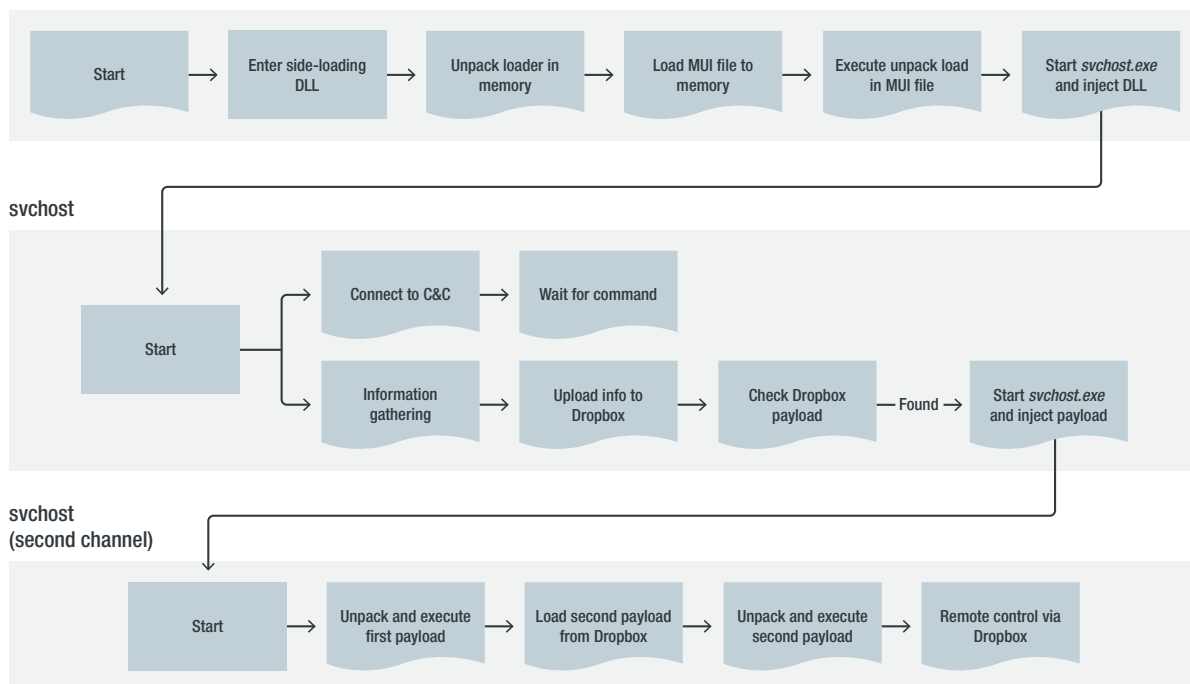 Start
Enter side-loading
DLL
Unpack loader in
memory
Load MUI file to
memory
Execute unpack load
in MUI file
Start svchost.exe
and inject DLL
svchost
Start
Connect to C&C
Wait for command
Information
gathering
Upload info to
Dropbox
Check Dropbox
payload
Found
Start svchost.exe
and inject payload
svchost
(second channel)
Start
Unpack and execute
first payload
Load second payload
from Dropbox
Unpack and execute
second payload
Remote control via
Dropbox